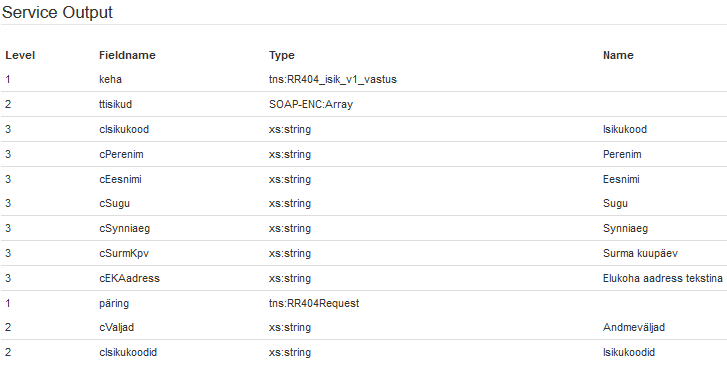 Service Output
Level Fieldname Type Name
1 keha tns:RR404_isik_v1_vastus
2 ttisikud SOAP-ENC:Array
3 cIsikukood xs:string Isikukood
3 cPerenim xs:string Perenim
3 cEesnimi xs:string Eesnimi
3 cSugu xs:string Sugu
3 cSynniaeg xs:string Synniaeg
3 cSurmKpv xs:string Surma kuupäev
3 cEKAadress xs:string Elukoha aadress tekstina
1 päring tns:RR404Request
2 cValjad xs:string Andmeväljad
2 cIsikukoodid xs:string Isikukoodid